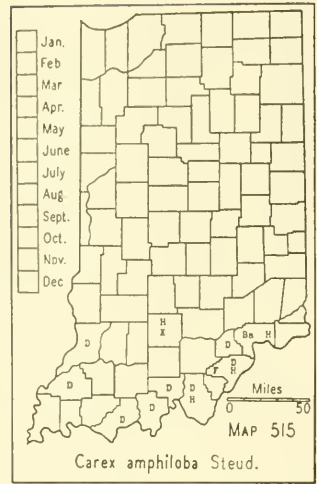 Jan.
Feb
Mar
Apr.
May
June
July
Aug.
Sept.
Oct.
Nov.
Dec
H
X
D
Ba H
D
D
H
F
D
D
D
H
D
D
Miles
0 50
MAP 515
Carex amphiloba Steud.